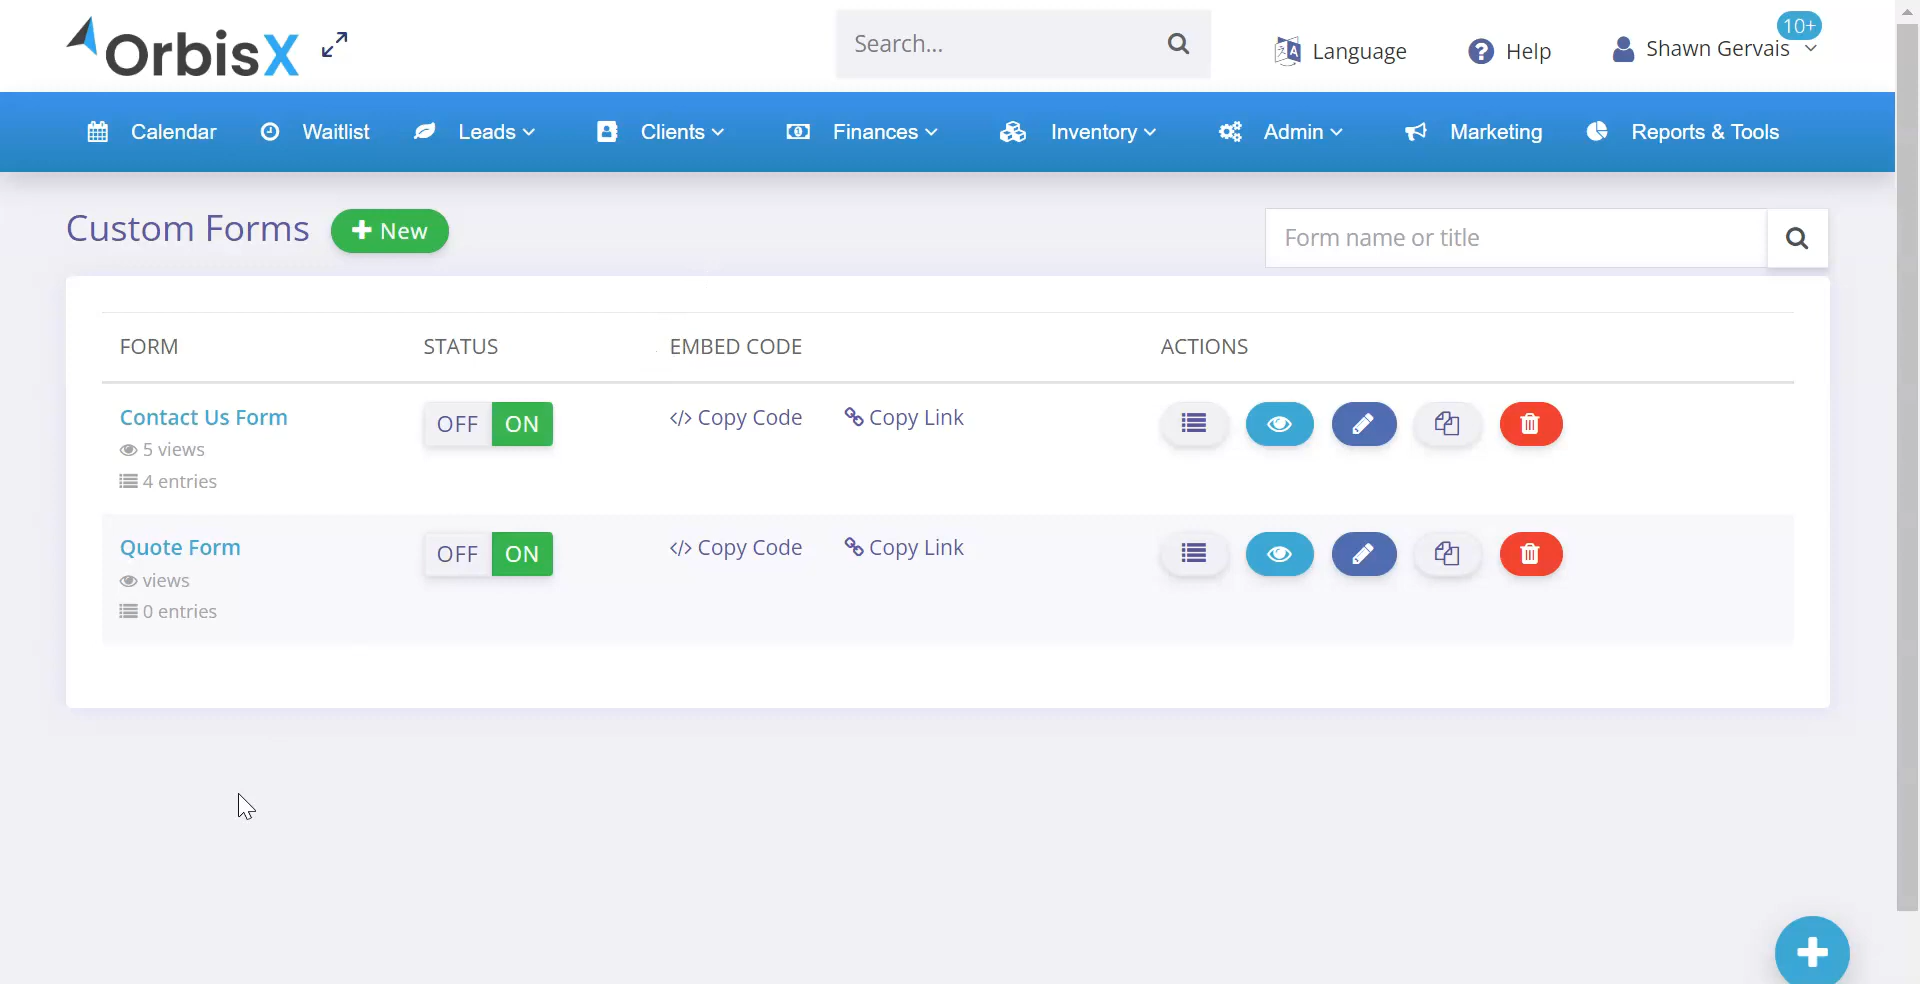 OrbisX
Search...
Language
Help
10+
Shawn Gervais
Calendar
Waitlist
Leads
Clients
Finances
Inventory
Admin
Marketing
Reports & Tools
Custom Forms
New
Form name or title
FORM
STATUS
EMBED CODE
ACTIONS
Contact Us Form
5 views
4 entries
OFF ON
</> Copy Code
Copy Link
Quote Form
views
0 entries
OFF ON
</> Copy Code
Copy Link